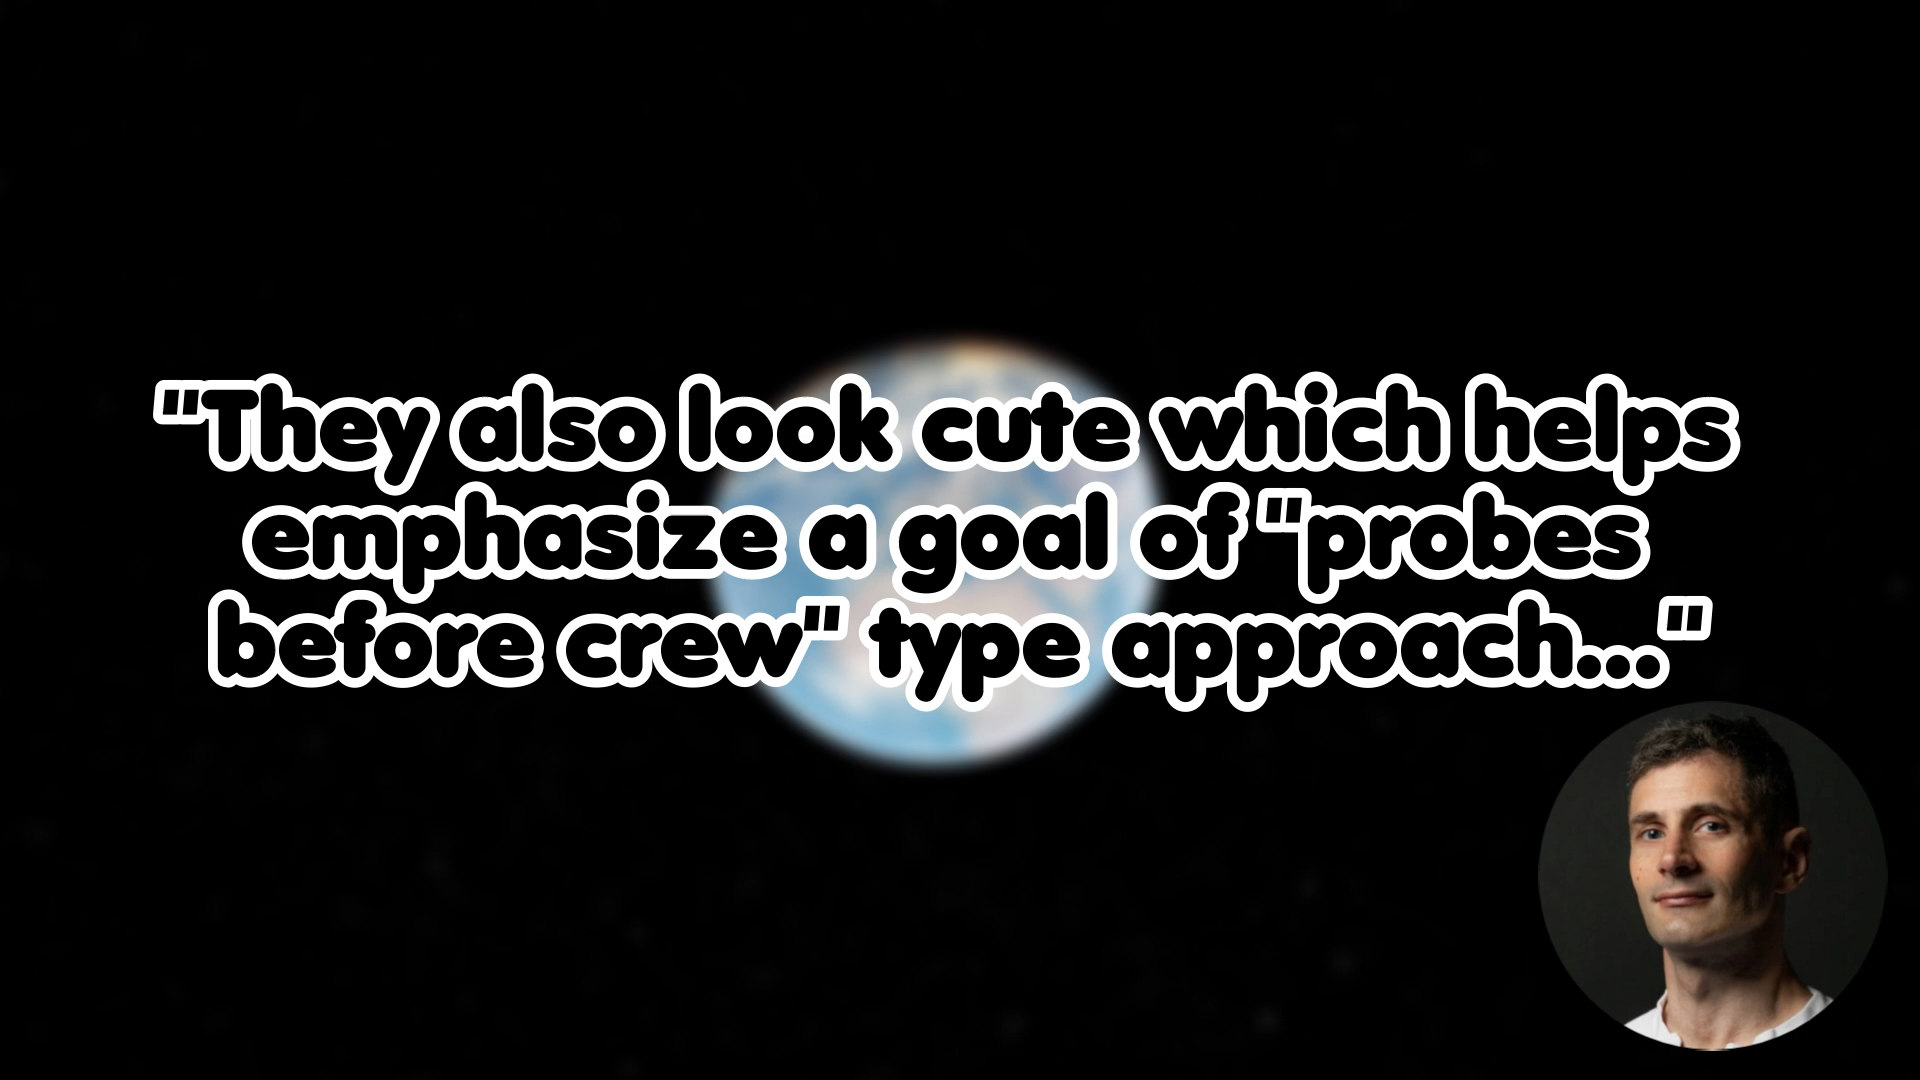 "They also look cute which helps
emphasize a goal of "probes
before crew" type approach..."